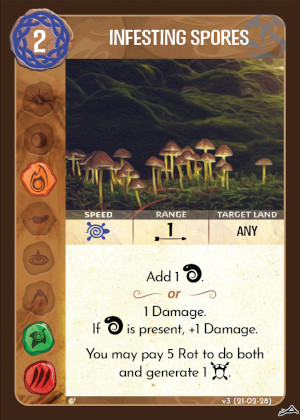 2
INFESTING SPORES
SPEED
RANGE
TARGET LAND
1
ANY
Add 1 .
or
1 Damage.
If is present, +1 Damage.
You may pay 5 Rot to do both
and generate 1 .
v3 (21-02-28)